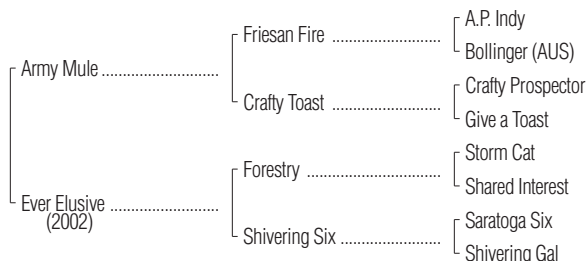 A.P. Indy
Friesan Fire ........................
Bollinger (AUS)
Army Mule ..............................
Crafty Prospector
Crafty Toast ........................
Give a Toast
Storm Cat
Forestry ..............................
Shared Interest
Ever Elusive ............................
(2002)
Saratoga Six
Shivering Six ......................
Shivering Gal